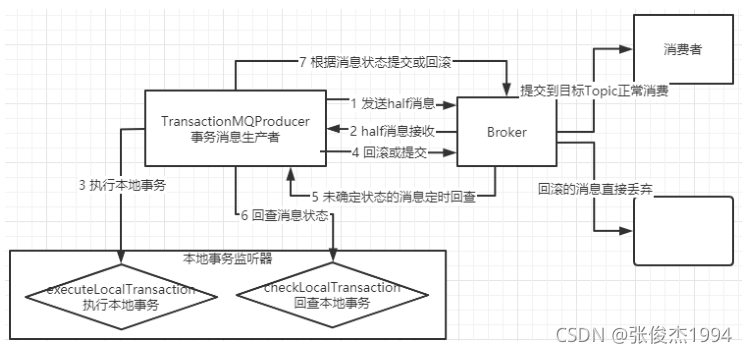 消费者
7 根据消息状态提交或回滚
提交到目标Topic正常消费
TransactionMQProducer
事务消息生产者
1 发送half消息
2 half消息接收
4 回滚或提交
Broker
3 执行本地事务
5 未确定状态的消息定时回查
回滚的消息直接丢弃
6 回查消息状态
本地事务监听器
executeLocalTransaction
执行本地事务
checkLocalTransaction
回查本地事务
CSDN @张俊杰1994